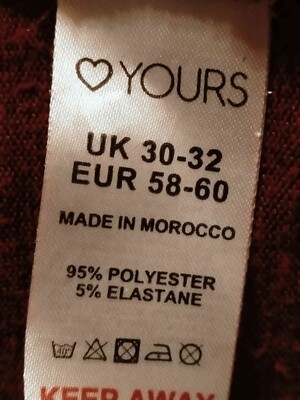 YOURS
UK 30-32
EUR 58-60
MADE IN MOROCCO
95% POLYESTER
5% ELASTANE
KEEP AWAY